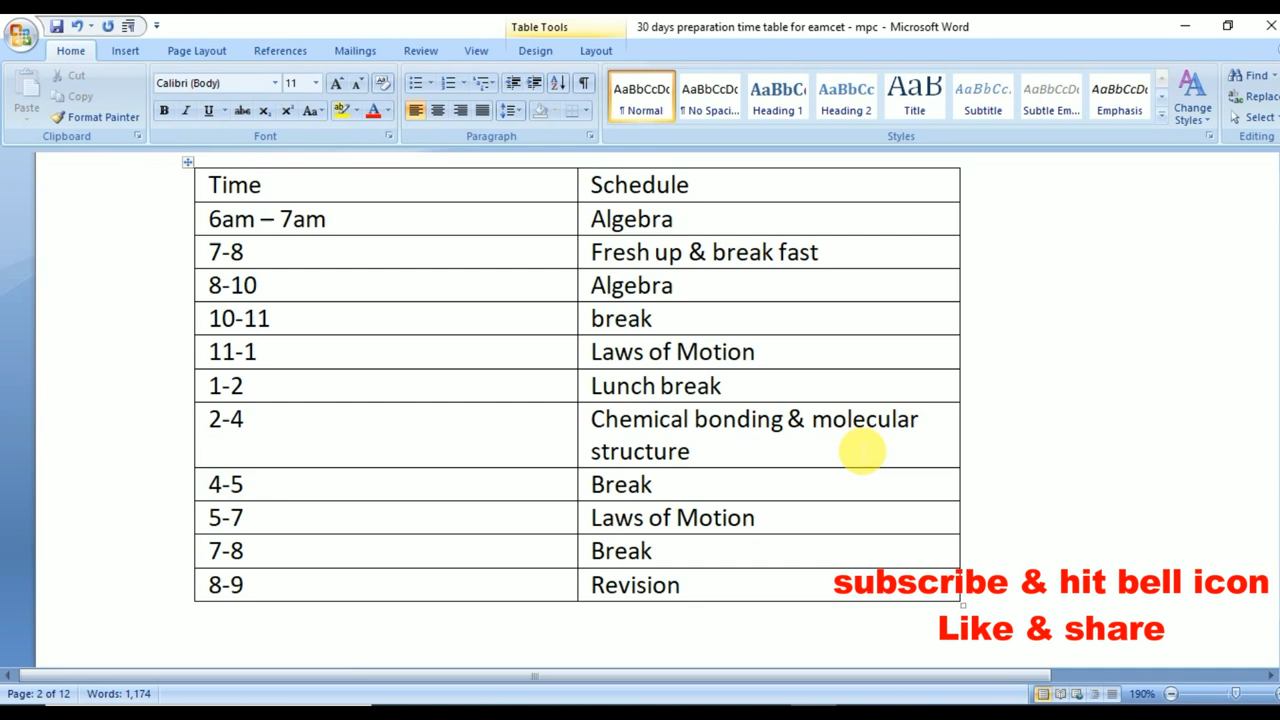 Table Tools
30 days preparation time table for eamcet - mpc - Microsoft Word
Home Insert Page Layout References Mailings Review View Design Layout
Cut
Copy
Format Painter
Paste
Clipboard
Calibri (Body) 11
B I U abc x₂ x² Aa
Font
Paragraph
AaBbCcDc AaBbCcDc AaBbC AaBbCc AaB AaBbCc AaBbCcDc AaBbCcDc
¶ Normal ¶ No Spaci... Heading 1 Heading 2 Title Subtitle Subtle Em... Emphasis
Change
Styles
Styles
Find
Replac
Select
Editing
Time Schedule
6am – 7am Algebra
7-8 Fresh up & break fast
8-10 Algebra
10-11 break
11-1 Laws of Motion
1-2 Lunch break
2-4 Chemical bonding & molecular
structure
4-5 Break
5-7 Laws of Motion
7-8 Break
8-9 Revision
subscribe & hit bell icon
Like & share
Page: 2 of 12 Words: 1,174 190%